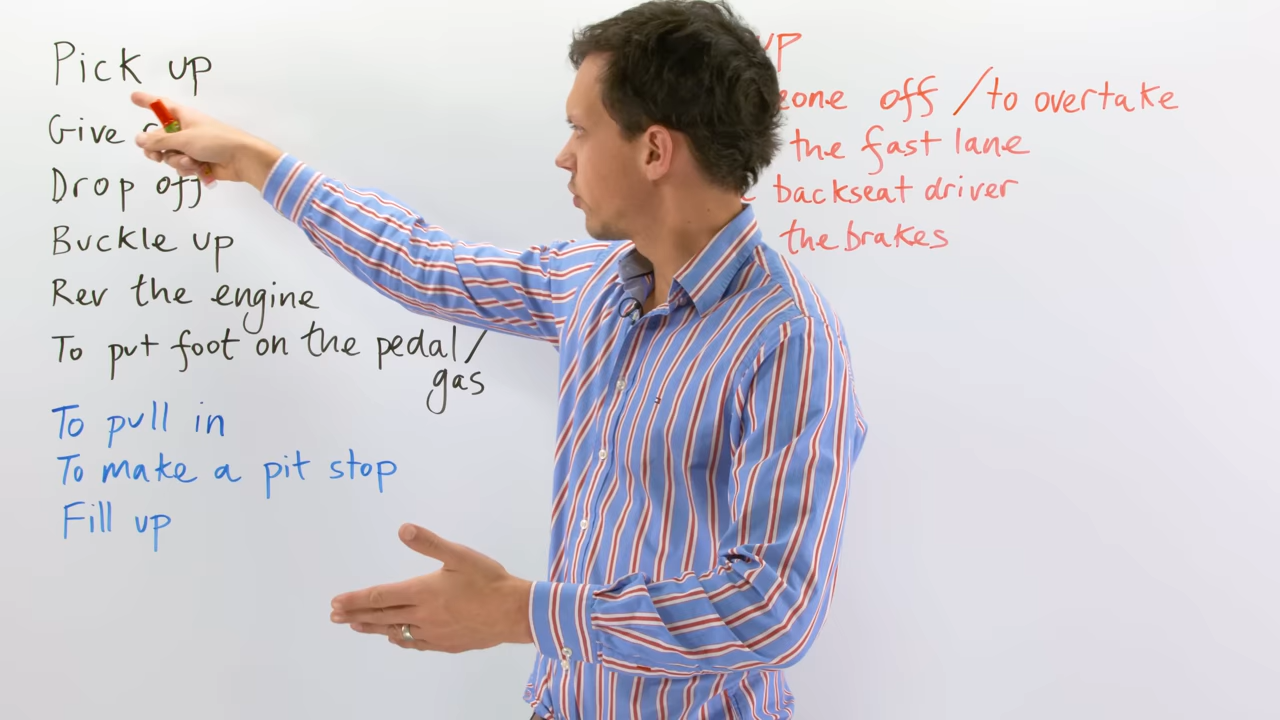 Pick up
Give
Drop off
Buckle up
Rev the engine
To put foot on the pedal/
gas
To pull in
To make a pit stop
Fill up
up
off / to overtake
the fast lane
backseat driver
the brakes